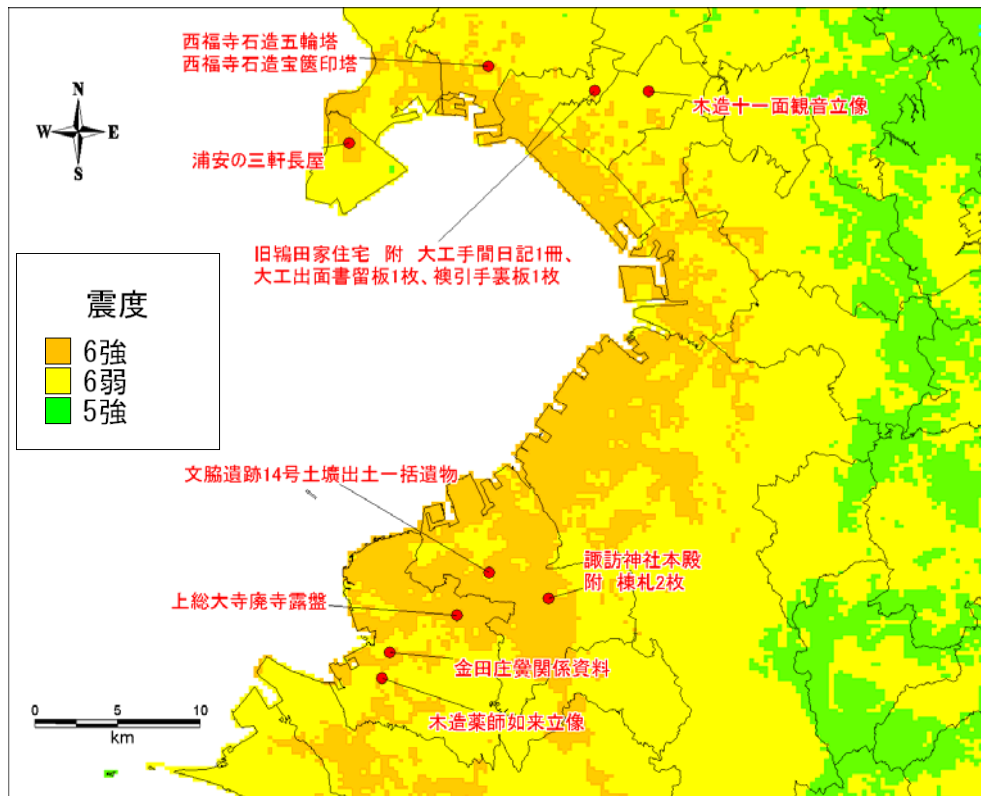 西福寺石造五輪塔
西福寺石造宝篋印塔
木造十一面観音立像
N
W
E
S
浦安の三軒長屋
旧鴇田家住宅 附 大工手間日記1冊、
大工出面書留板1枚、襖引手裏板1枚
震度
6強
6弱
5強
文脇遺跡14号土壙出土一括遺物
諏訪神社本殿
附 棟札2枚
上総大寺廃寺露盤
金田庄鱟関係資料
木造薬師如来立像
0
5
10
km